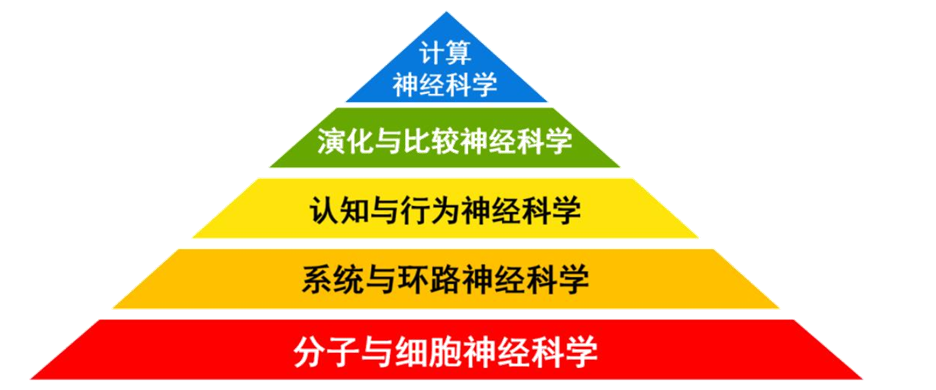 计算
神经科学
演化与比较神经科学
认知与行为神经科学
系统与环路神经科学
分子与细胞神经科学